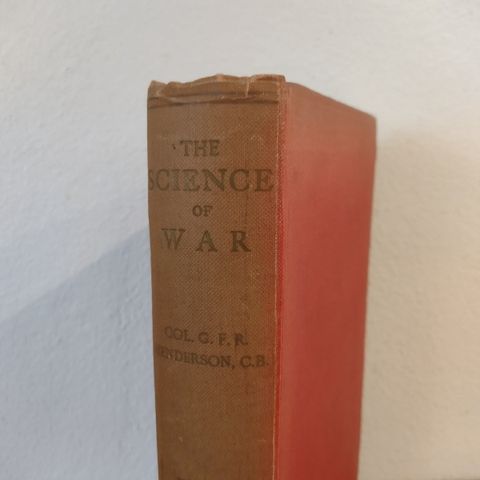 THE
SCIENCE
OF
WAR
COL. G. F. R.
HENDERSON, C.B.